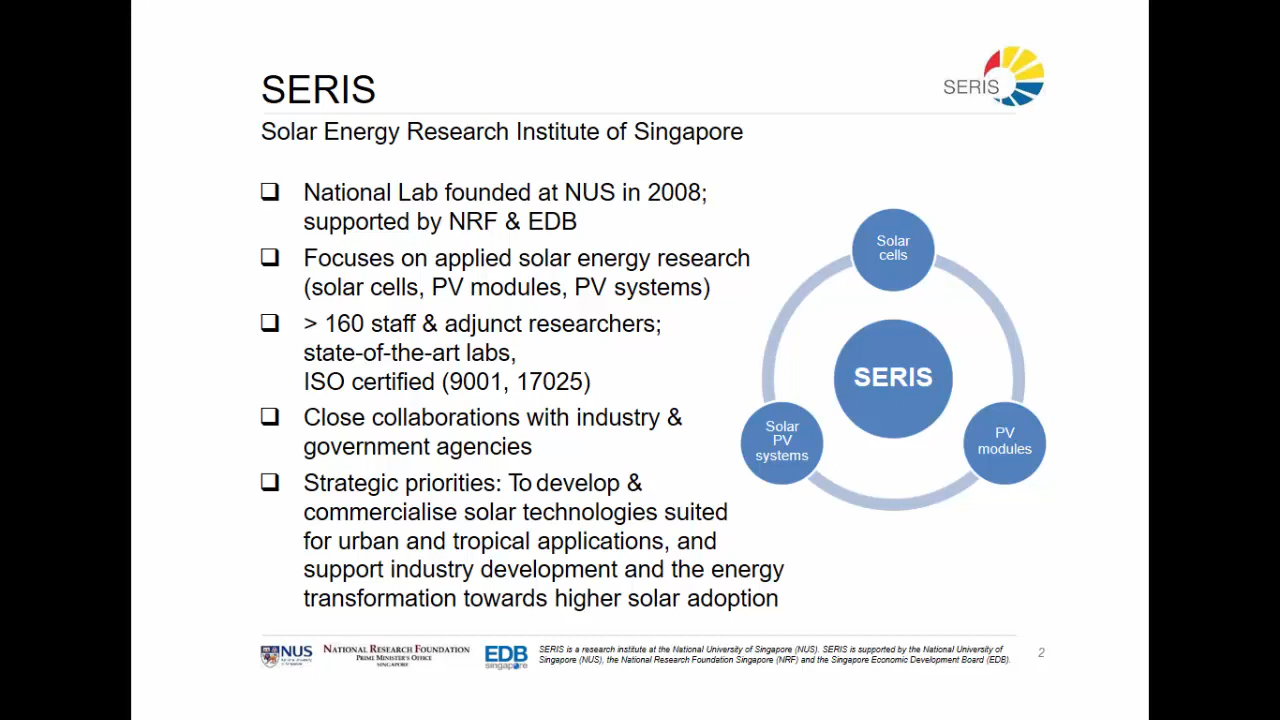 SERIS
SERIS
Solar Energy Research Institute of Singapore
❑ National Lab founded at NUS in 2008;
supported by NRF & EDB
❑ Focuses on applied solar energy research
(solar cells, PV modules, PV systems)
❑ > 160 staff & adjunct researchers;
state-of-the-art labs,
ISO certified (9001, 17025)
❑ Close collaborations with industry &
government agencies
❑ Strategic priorities: To develop &
commercialise solar technologies suited
for urban and tropical applications, and
support industry development and the energy
transformation towards higher solar adoption
Solar
cells
SERIS
Solar
PV
systems
PV
modules
NUS
National University
of Singapore
NATIONAL RESEARCH FOUNDATION
PRIME MINISTER'S OFFICE
SINGAPORE
EDB
singapore
SERIS is a research institute at the National University of Singapore (NUS). SERIS is supported by the National University of
Singapore (NUS), the National Research Foundation Singapore (NRF) and the Singapore Economic Development Board (EDB).
2